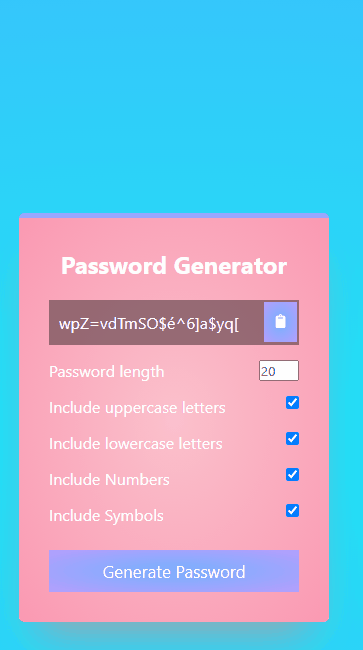 Password Generator
wpZ=vdTmSO$é^6]a$yq[
Password length
20
Include uppercase letters
Include lowercase letters
Include Numbers
Include Symbols
Generate Password